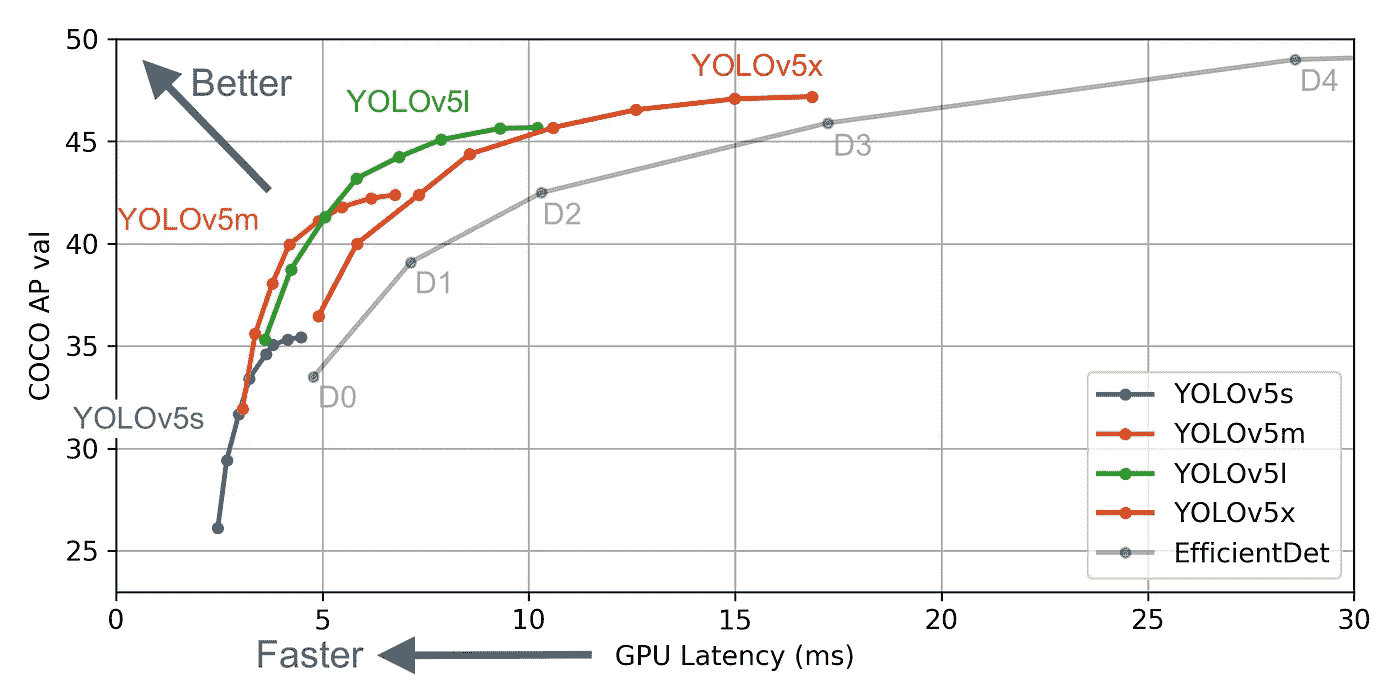 50
45
40
35
30
25
COCO AP val
Better
YOLOv5l
YOLOv5x
D4
D3
YOLOv5m
D2
D1
D0
YOLOv5s
YOLOv5s
YOLOv5m
YOLOv5l
YOLOv5x
EfficientDet
0 5 10 15 20 25 30
Faster
GPU Latency (ms)